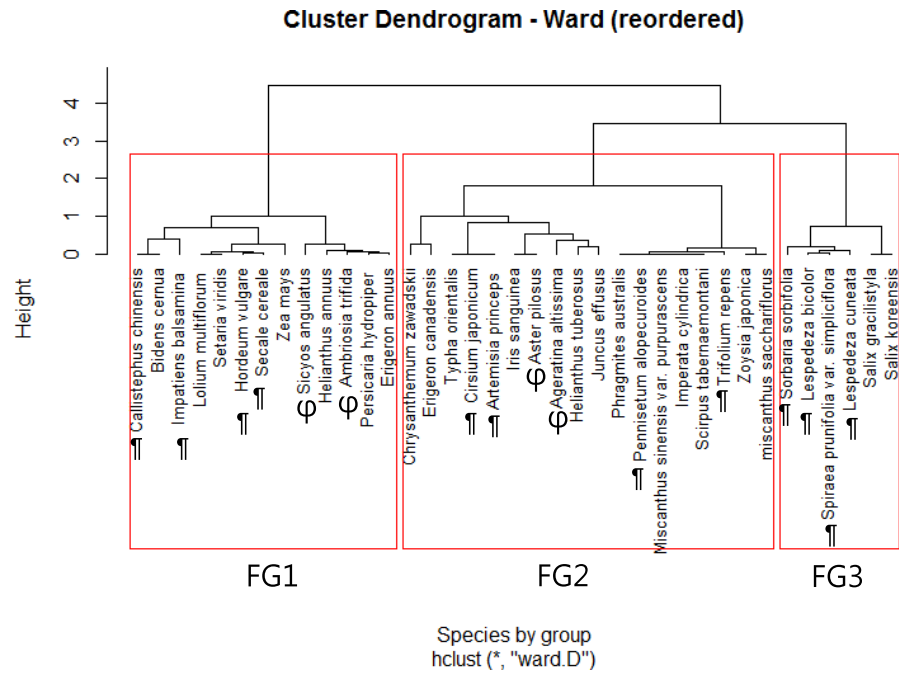 Cluster Dendrogram - Ward (reordered)
Height
0 1 2 3 4
¶ Callistephus chinensis
Bidens cernua
¶ Impatiens balsamina
Lolium multiflorum
Setaria viridis
¶ Hordeum vulgare
¶ Secale cereale
Zea mays
ϕ Sicyos angulatus
Helianthus annuus
ϕ Ambriosia trifida
Persicaria hydropiper
Erigeron annuus
Chrysanthemum zawadskii
Erigeron canadensis
Typha orientalis
¶ Cirsium japonicum
¶ Artemisia princeps
Iris sanguinea
ϕ Aster pilosus
ϕ Ageratina altissima
Helianthus tuberosus
Juncus effusus
Phragmites australis
¶ Pennisetum alopecuroides
Miscanthus sinensis var. purpurascens
Imperata cylindrica
Scirpus tabernaemontani
¶ Trifolium repens
Zoysia japonica
miscanthus sacchariforus
¶ Sorbaria sorbifolia
¶ Lespedeza bicolor
¶ Spiraea prunifolia var. simpliciflora
¶ Lespedeza cuneata
Salix gracilistyla
Salix koreensis
FG1
FG2
FG3
Species by group
hclust (*, "ward.D")